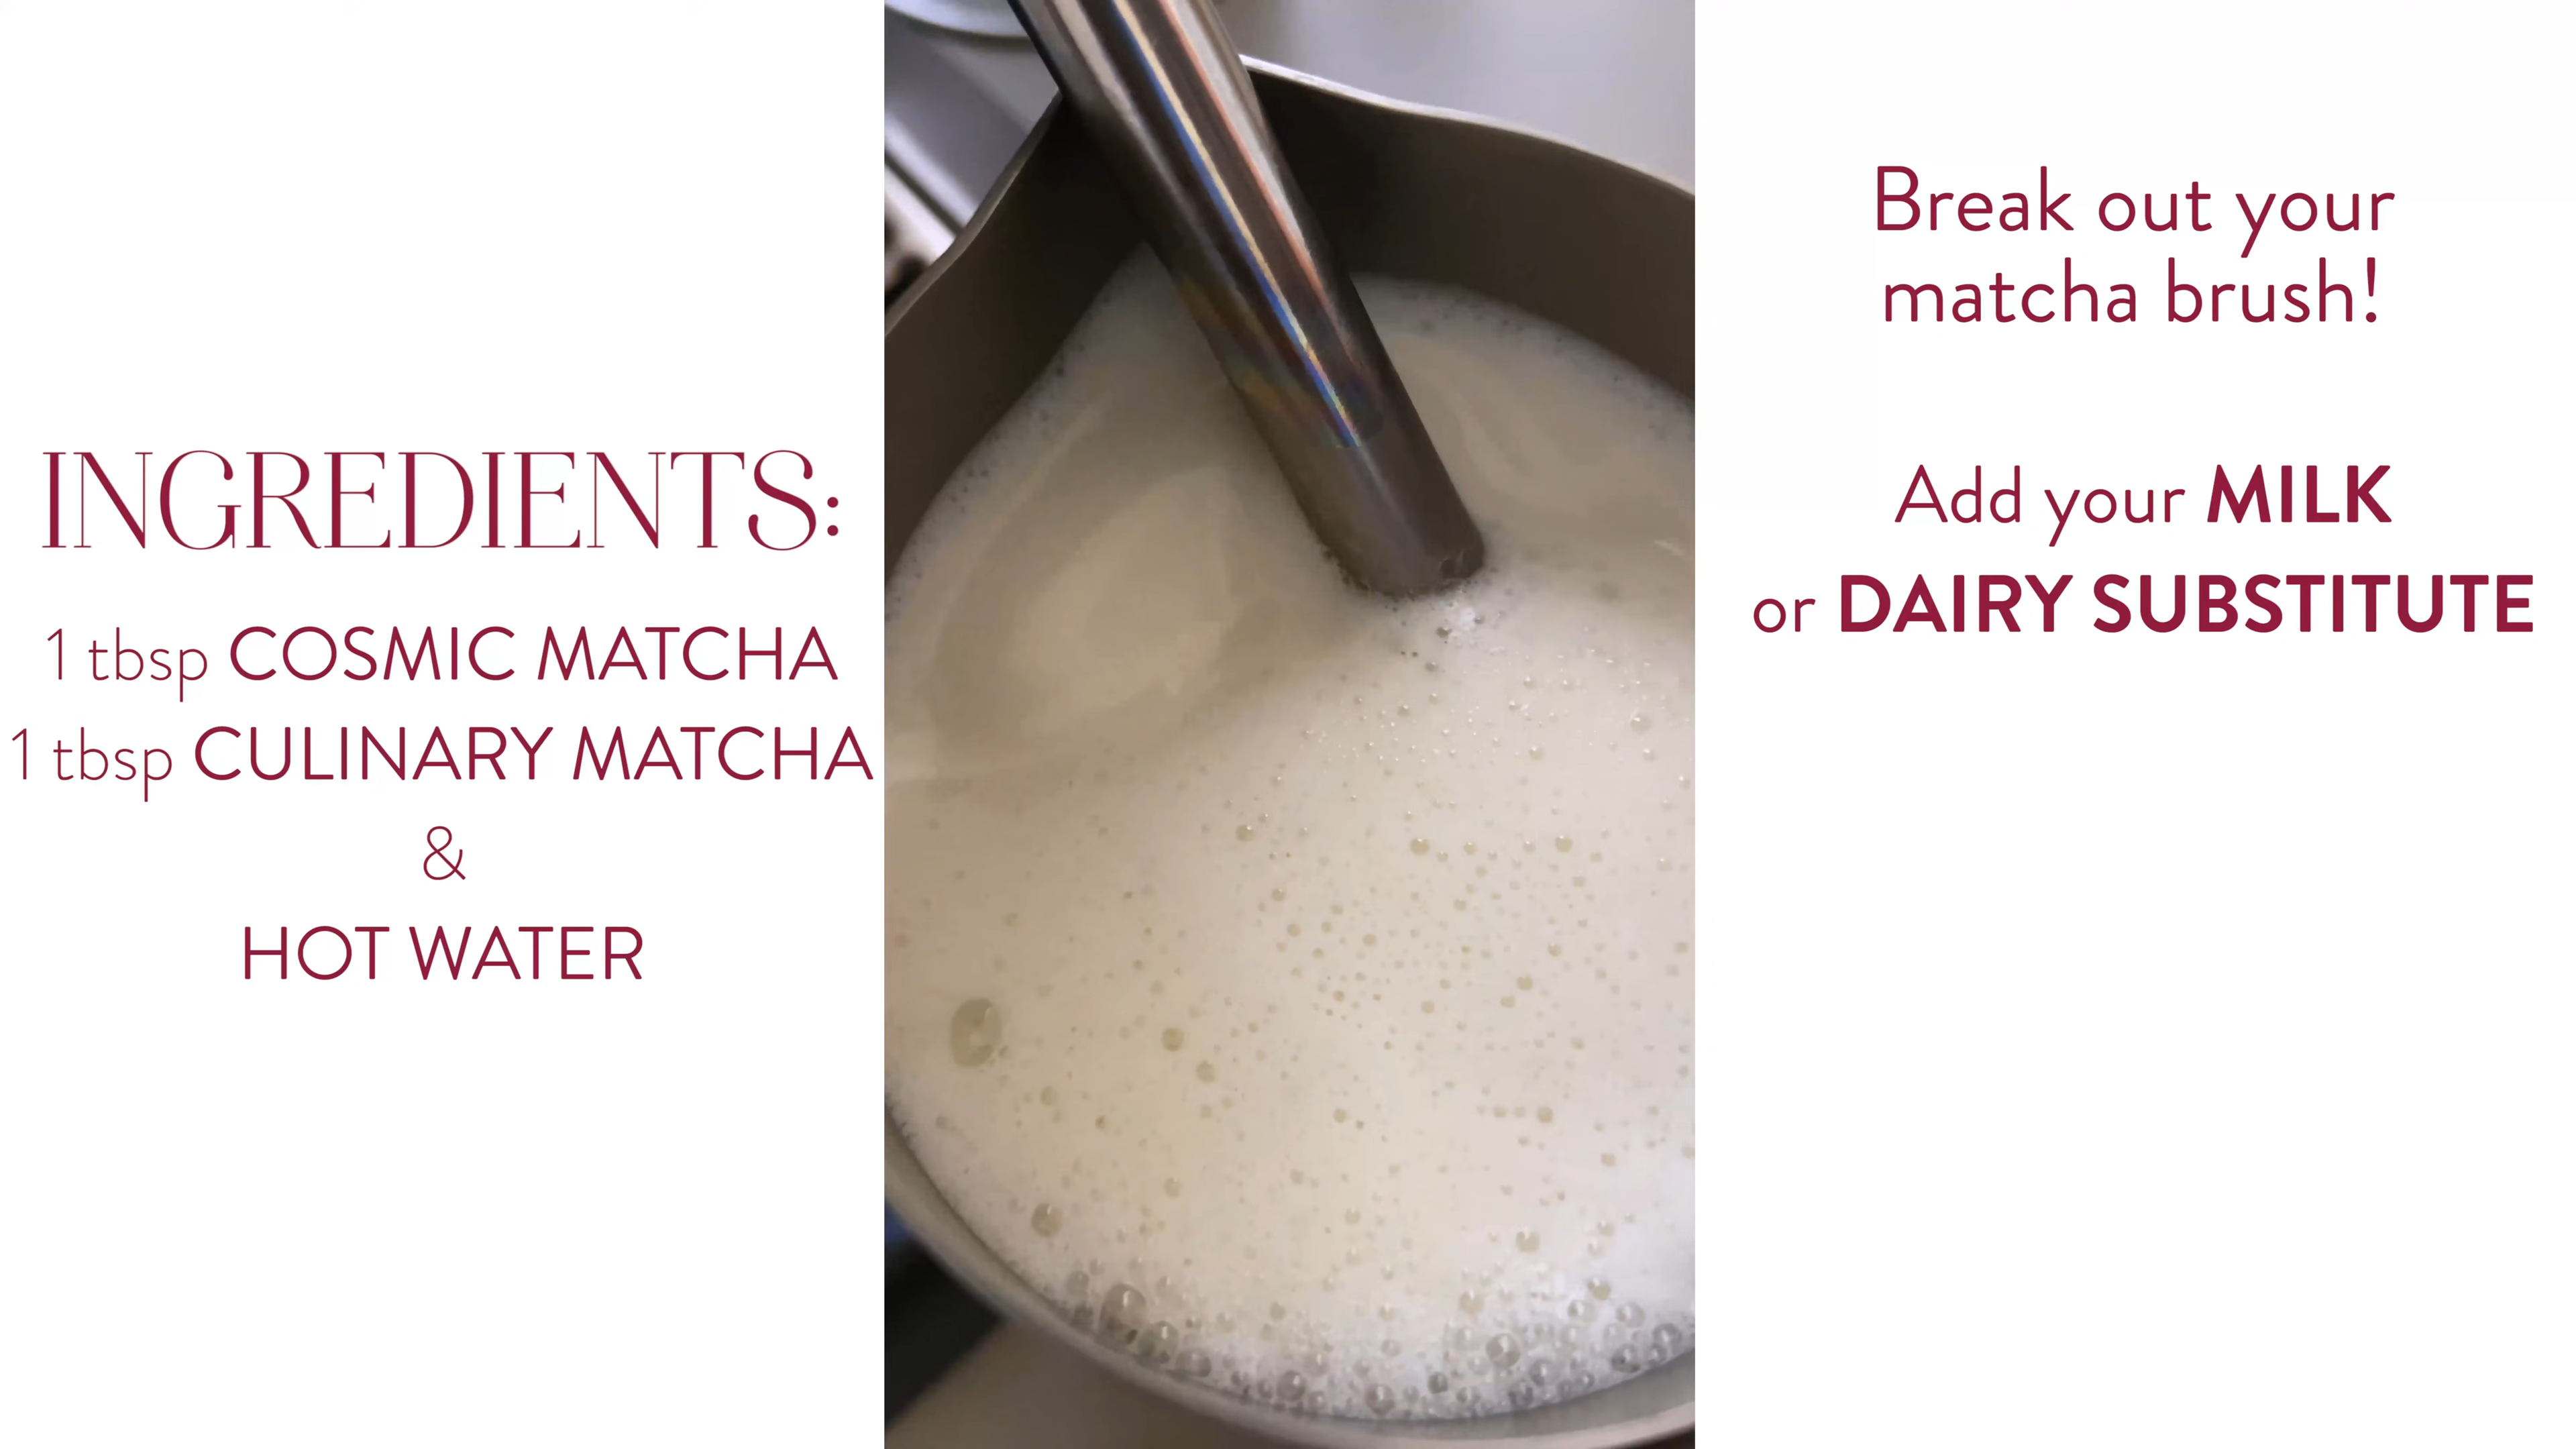 INGREDIENTS:
1 tbsp COSMIC MATCHA
1 tbsp CULINARY MATCHA
&
HOT WATER
Break out your
matcha brush!
Add your MILK
or DAIRY SUBSTITUTE